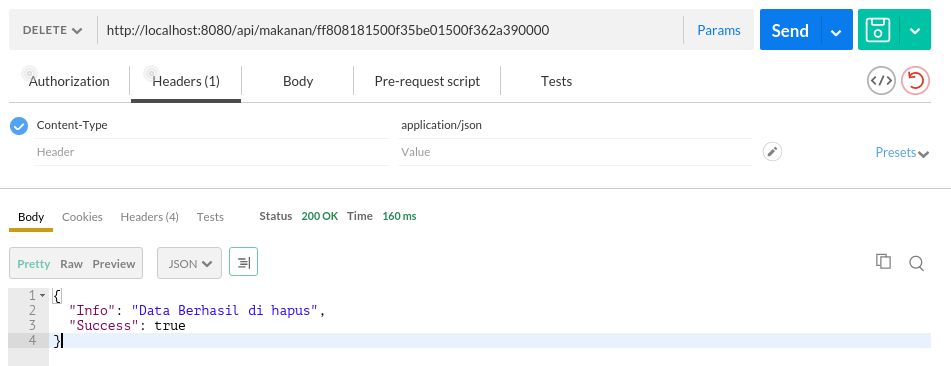 DELETE http://localhost:8080/api/makanan/ff808181500f35be01500f362a390000 Params Send
Authorization Headers (1) Body Pre-request script Tests
Content-Type application/json
Header Value Presets
Body Cookies Headers (4) Tests Status 200 OK Time 160 ms
Pretty Raw Preview JSON
1 {
2 "Info": "Data Berhasil di hapus",
3 "Success": true
4 }